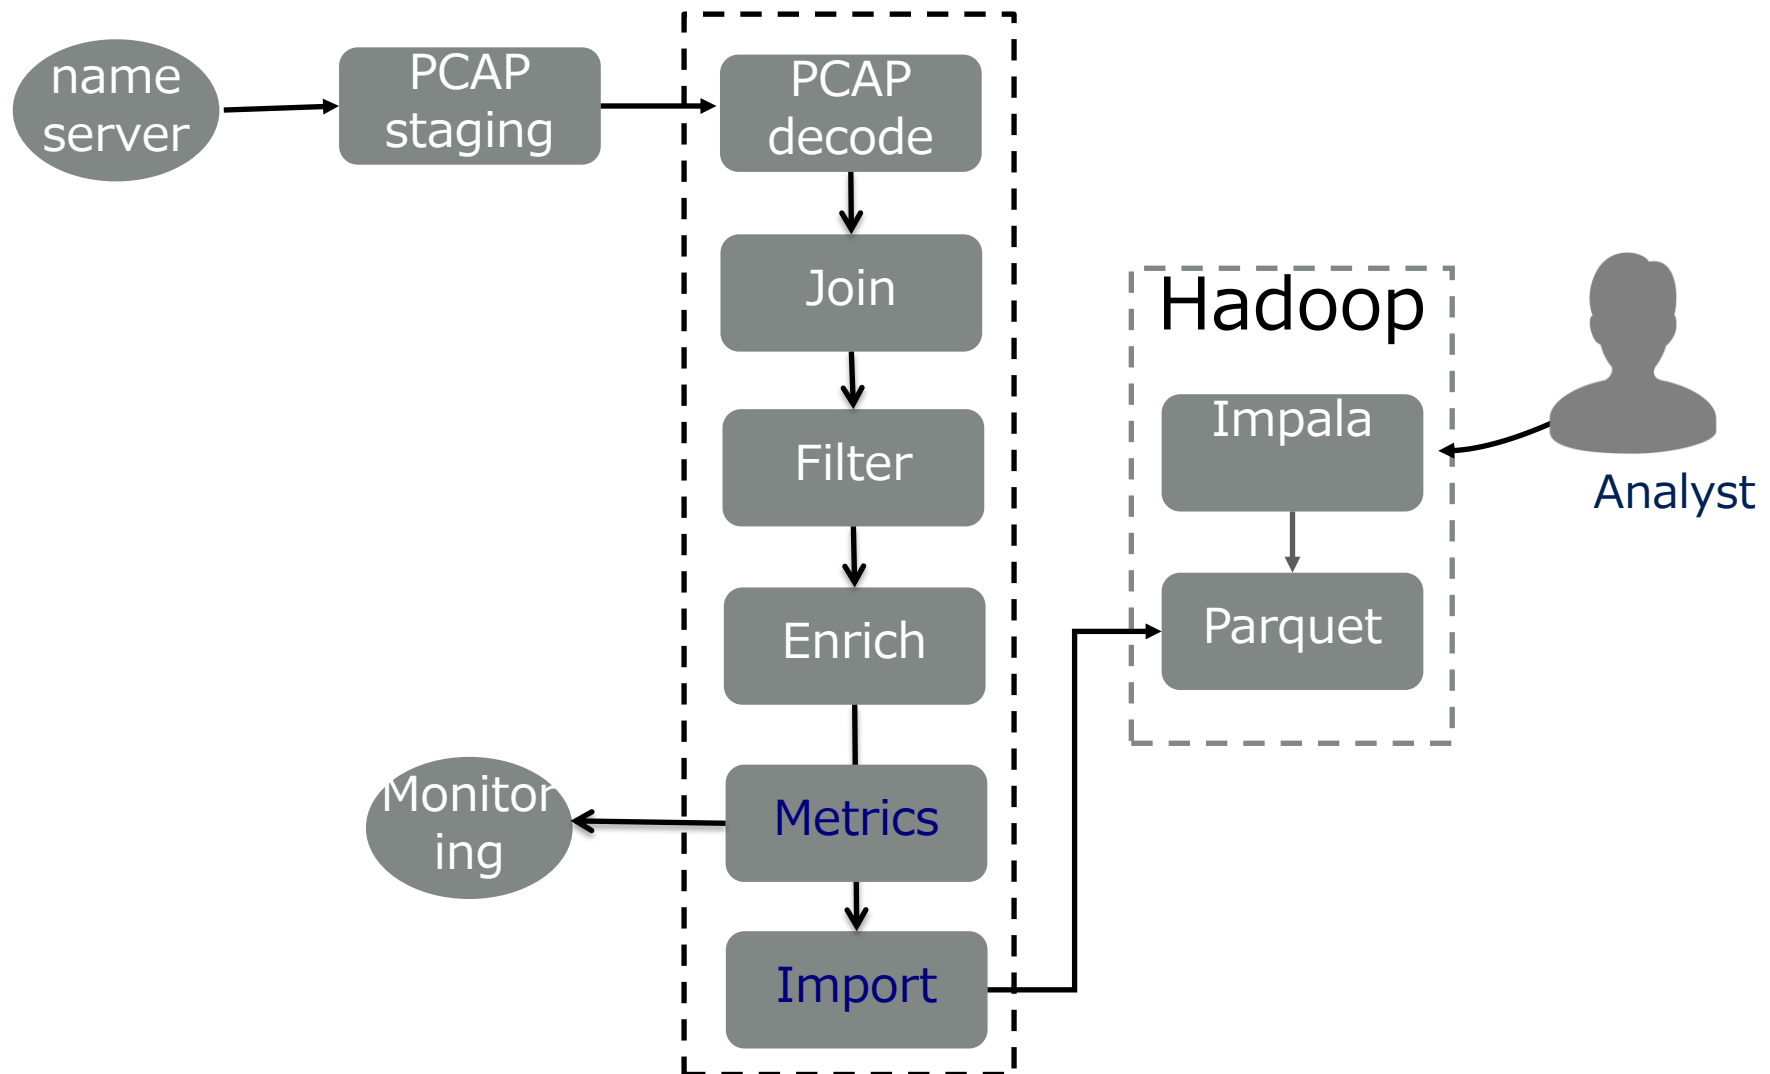 name
server
PCAP
staging
PCAP
decode
Join
Filter
Enrich
Metrics
Import
Monitor
ing
Hadoop
Impala
Parquet
Analyst